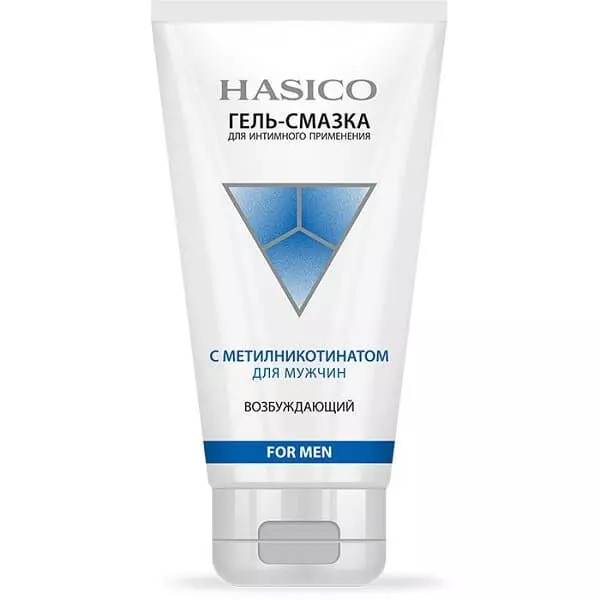 HASICO
ГЕЛЬ-СМАЗКА
ДЛЯ ИНТИМНОГО ПРИМЕНЕНИЯ
С МЕТИЛНИКОТИНАТОМ
ДЛЯ МУЖЧИН
ВОЗБУЖДАЮЩИЙ
FOR MEN